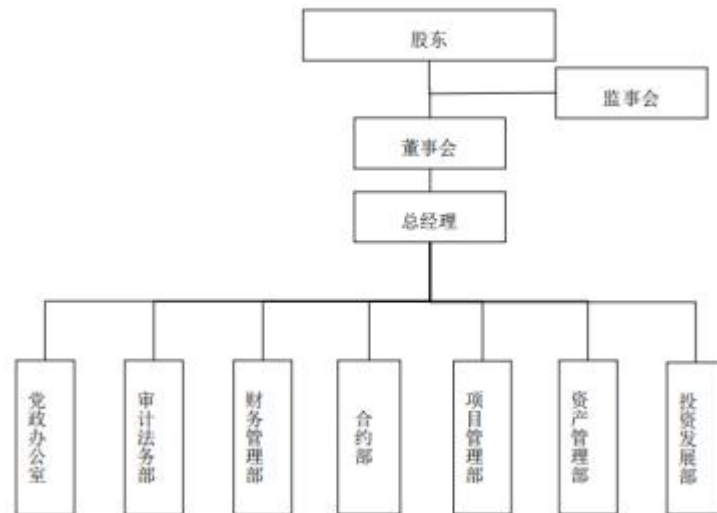 股东
监事会
董事会
总经理
党政办公室
审计法务部
财务管理部
合约部
项目管理部
资产管理部
投资发展部